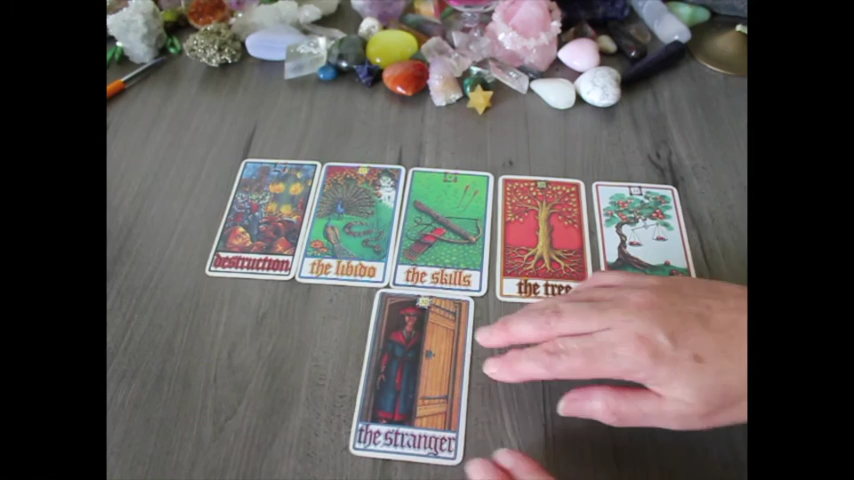 destruction
the libido
the skills
the tree
the stranger